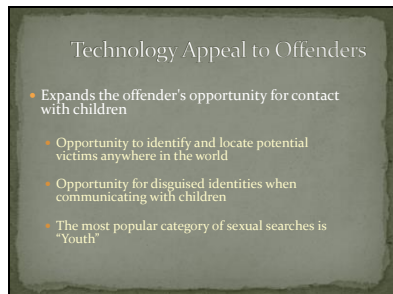 Technology Appeal to Offenders
• Expands the offender's opportunity for contact
with children
• Opportunity to identify and locate potential
victims anywhere in the world
• Opportunity for disguised identities when
communicating with children
• The most popular category of sexual searches is
"Youth"